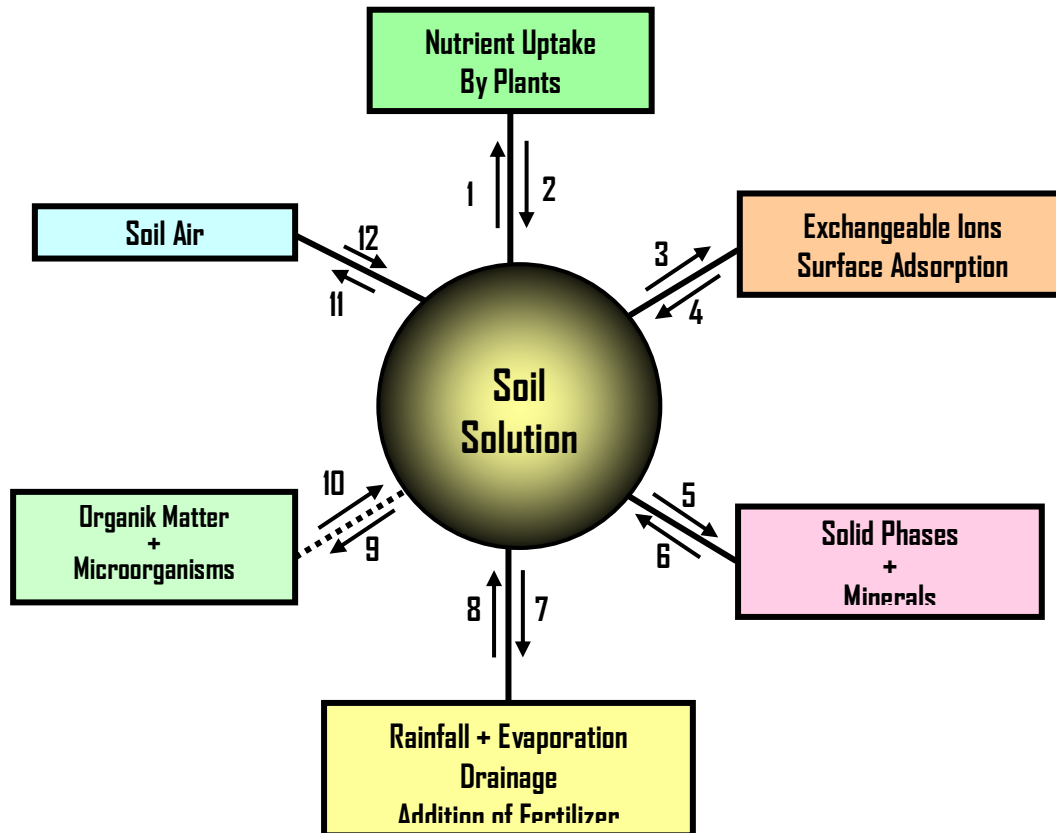 Nutrient Uptake
By Plants
1
2
Soil Air
12
11
3
4
Exchangeable Ions
Surface Adsorption
Soil
Solution
10
9
Organik Matter
+
Microorganisms
5
6
Solid Phases
+
Minerals
8
7
Rainfall + Evaporation
Drainage
Addition of Fertilizer